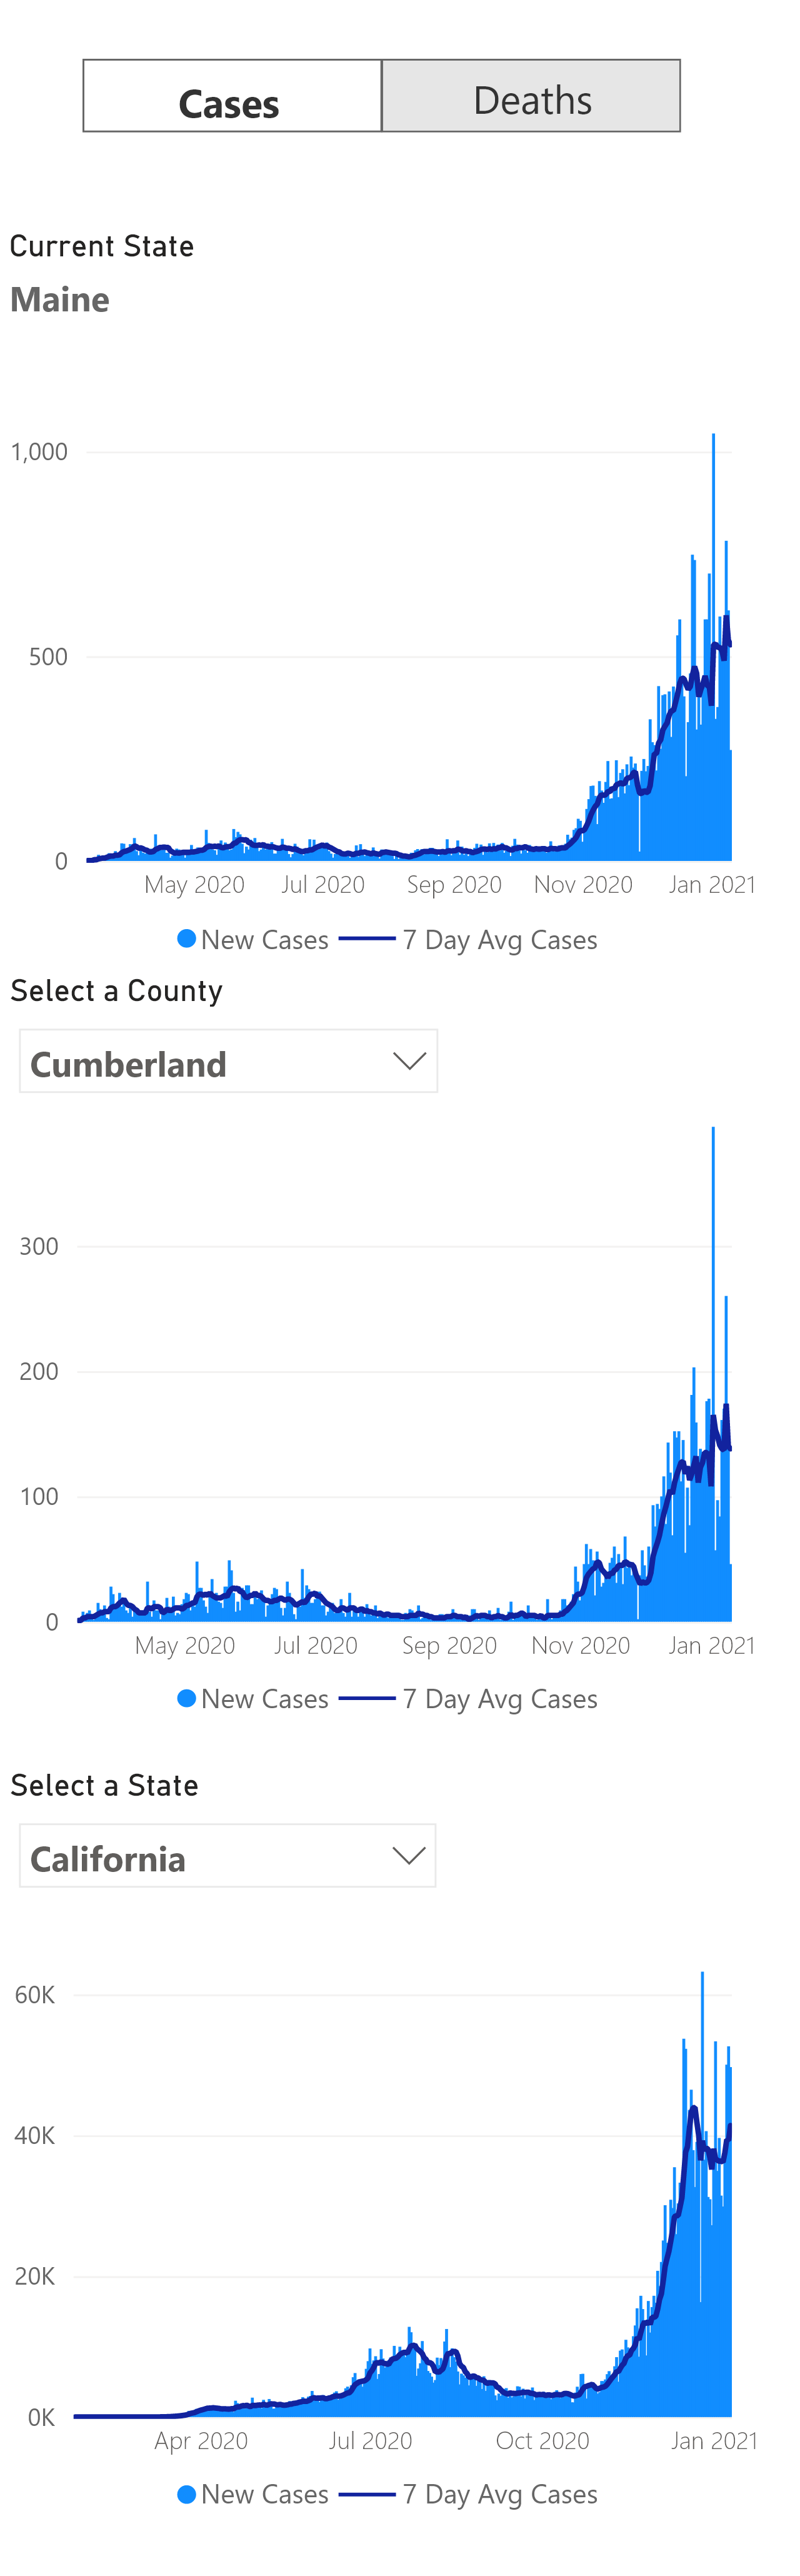 Cases Deaths
Current State
Maine
1,000
500
0
May 2020 Jul 2020 Sep 2020 Nov 2020 Jan 2021
New Cases 7 Day Avg Cases
Select a County
Cumberland
300
200
100
0
May 2020 Jul 2020 Sep 2020 Nov 2020 Jan 2021
New Cases 7 Day Avg Cases
Select a State
California
60K
40K
20K
0K
Apr 2020 Jul 2020 Oct 2020 Jan 2021
New Cases 7 Day Avg Cases